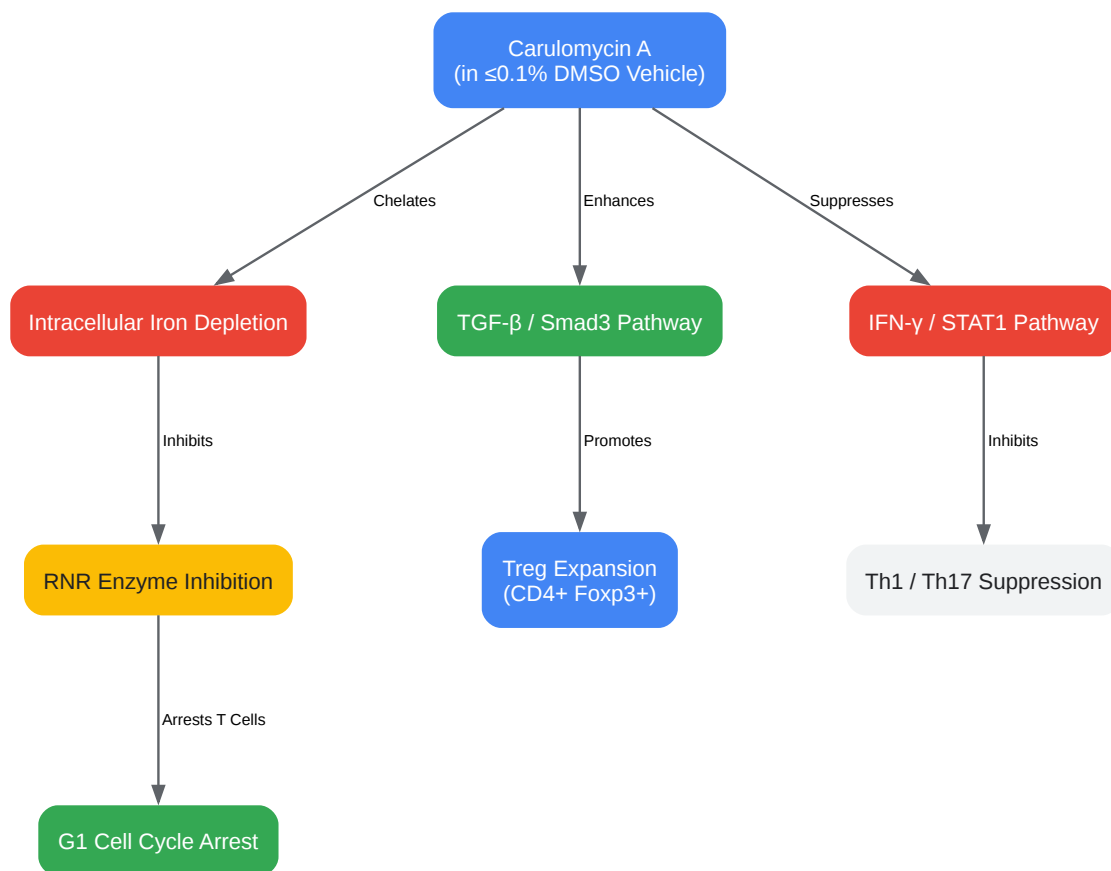 Carulomycin A
(in ≤0.1% DMSO Vehicle)
Chelates
Enhances
Suppresses
Intracellular Iron Depletion
TGF-β / Smad3 Pathway
IFN-γ / STAT1 Pathway
Inhibits
Promotes
Inhibits
RNR Enzyme Inhibition
Treg Expansion
(CD4+ Foxp3+)
Th1 / Th17 Suppression
Arrests T Cells
G1 Cell Cycle Arrest